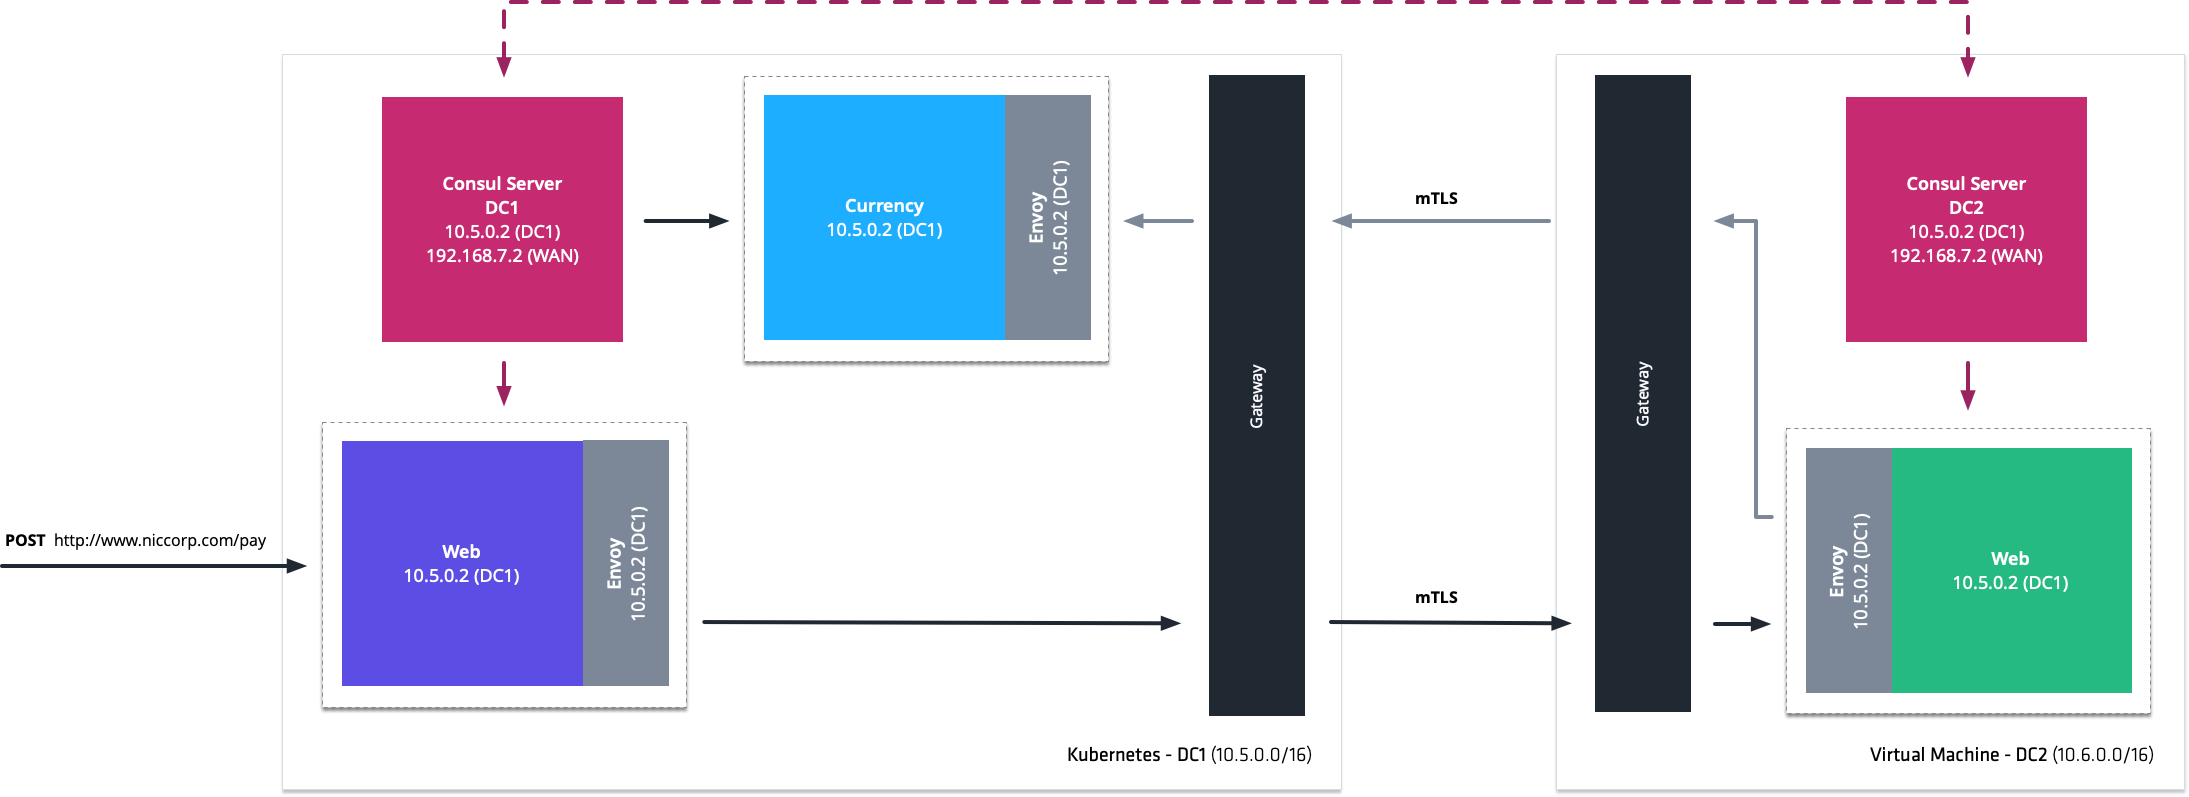 Consul Server
DC1
10.5.0.2 (DC1)
192.168.7.2 (WAN)
Currency
10.5.0.2 (DC1)
Envoy
10.5.0.2 (DC1)
Gateway
mTLS
Gateway
Consul Server
DC2
10.5.0.2 (DC1)
192.168.7.2 (WAN)
POST http://www.niccorp.com/pay
Web
10.5.0.2 (DC1)
Envoy
10.5.0.2 (DC1)
mTLS
Envoy
10.5.0.2 (DC1)
Web
10.5.0.2 (DC1)
Kubernetes - DC1 (10.5.0.0/16)
Virtual Machine - DC2 (10.6.0.0/16)